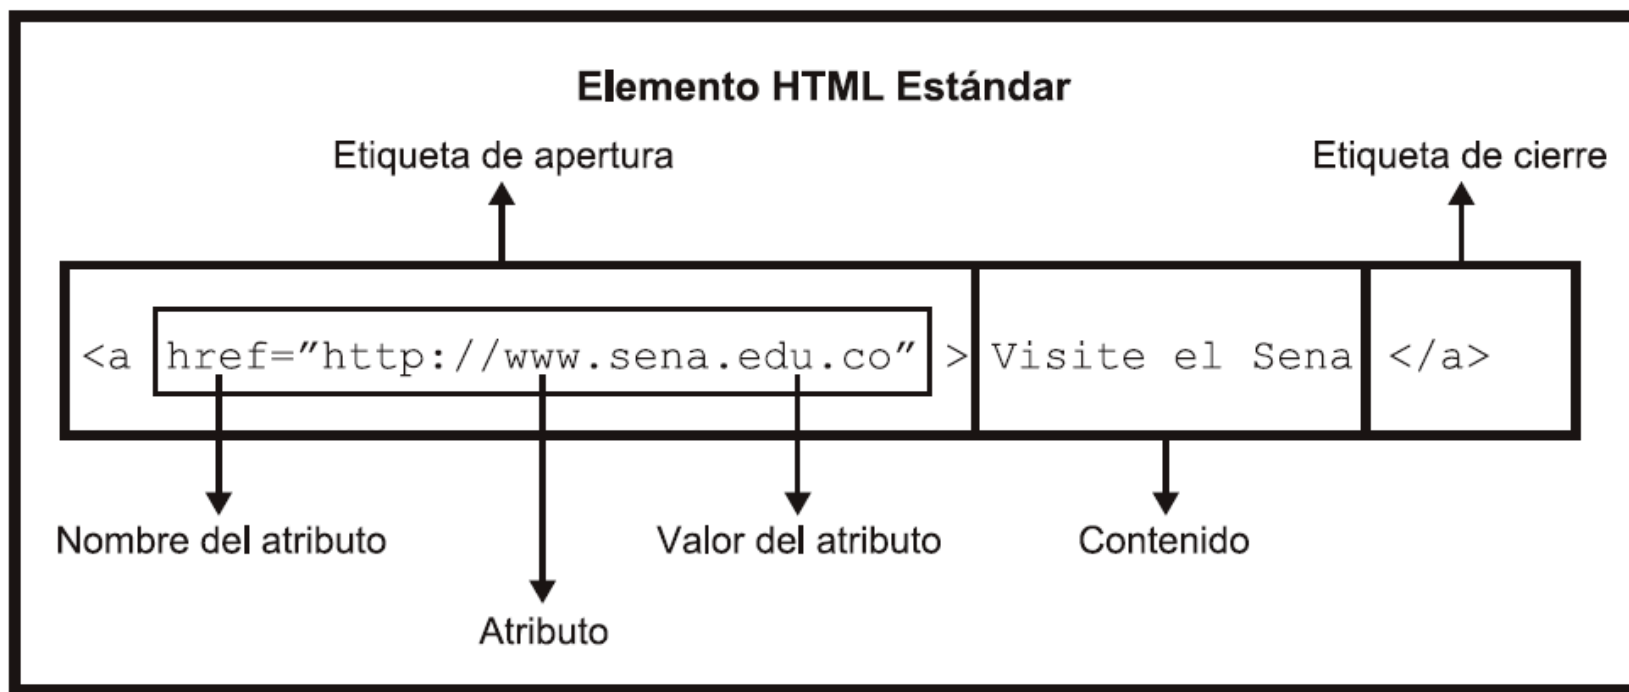 Elemento HTML Estándar
Etiqueta de apertura
Etiqueta de cierre
<a href=”http://www.sena.edu.co” > Visite el Sena </a>
Nombre del atributo
Valor del atributo
Contenido
Atributo